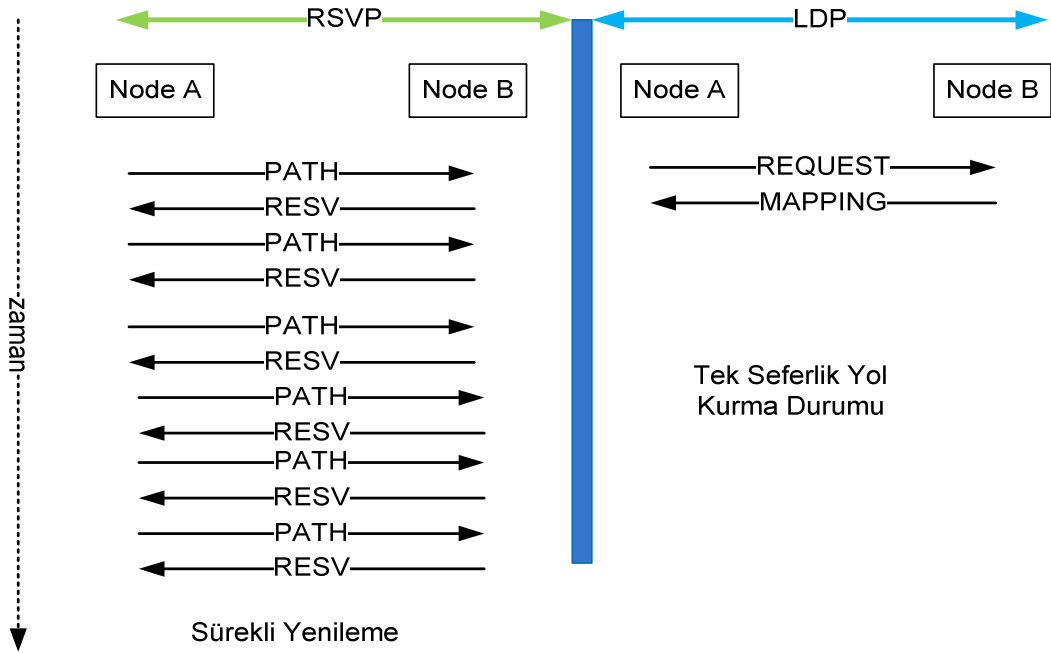 RSVP
LDP
Node A
Node B
Node A
Node B
PATH
RESV
PATH
RESV
PATH
RESV
PATH
RESV
PATH
RESV
PATH
RESV
REQUEST
MAPPING
Tek Seferlik Yol
Kurma Durumu
zaman
Sürekli Yenileme